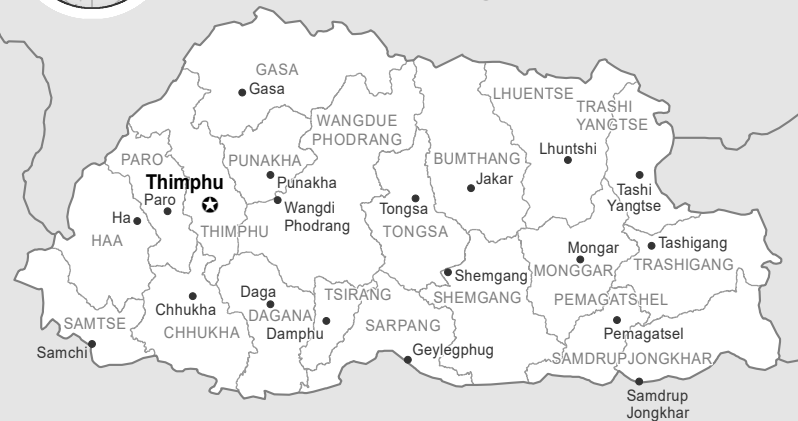 GASA
Gasa
LHUENTSE
TRASHI
YANGTSE
WANGDUE
PHODRANG
Lhuntshi
PARO
PUNAKHA
BUMTHANG
Thimphu
Punakha
Jakar
Tashi
Yangtse
Paro
Ha
Wangdi
Phodrang
Tongsa
THIMPHU
TONGSA
HAA
Mongar
Tashigang
MONGGAR
TRASHIGANG
Shemgang
SHEMGANG
Daga
TSIRANG
PEMAGATSHEL
Chhukha
DAGANA
SAMTSE
CHHUKHA
Damphu
SARPANG
Pemagatsel
Samchi
Geylegphug
SAMDRUPJONGKHAR
Samdrup
Jongkhar